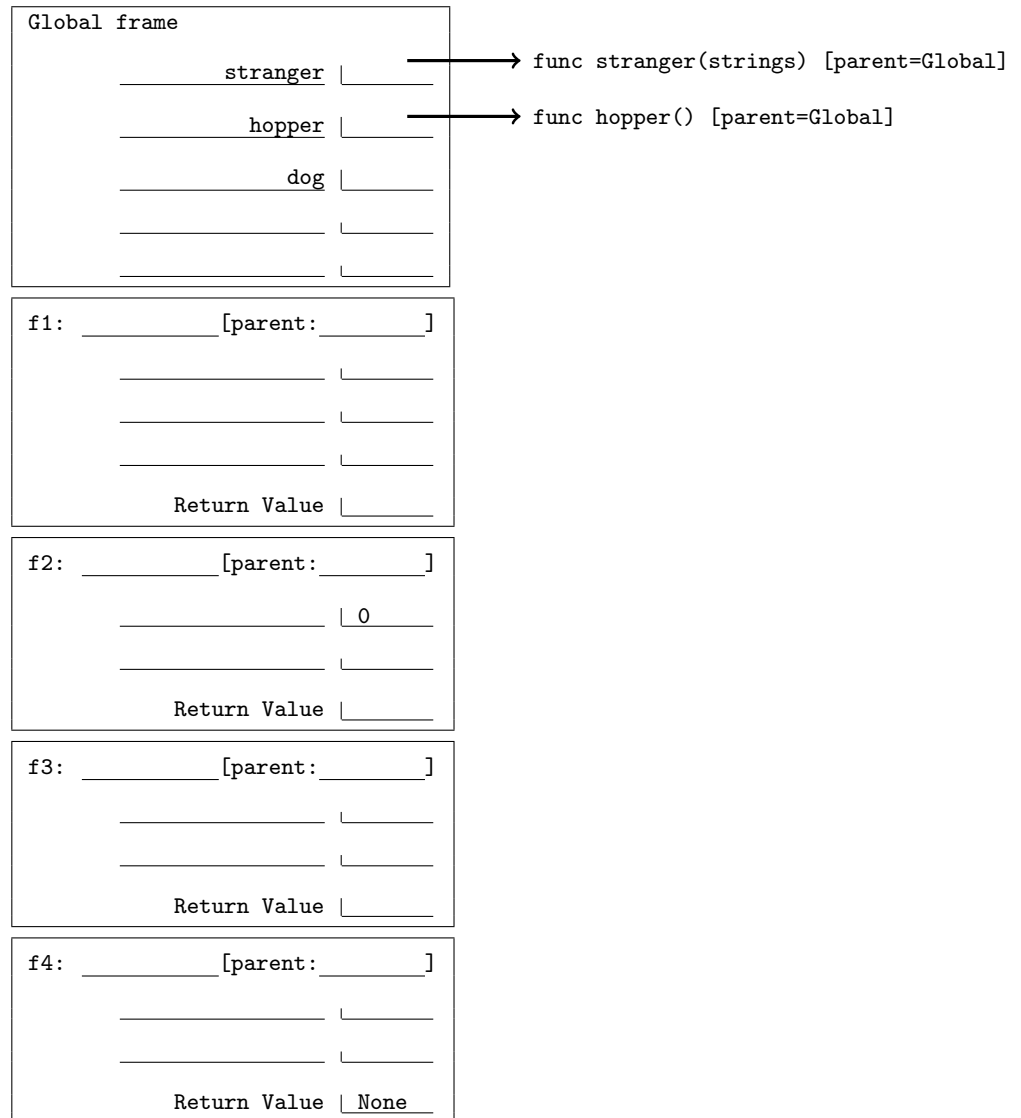 Global frame
stranger func stranger(strings) [parent=Global]
hopper func hopper() [parent=Global]
dog
f1: [parent: ]
Return Value
f2: [parent: ]
0
Return Value
f3: [parent: ]
Return Value
f4: [parent: ]
Return Value None